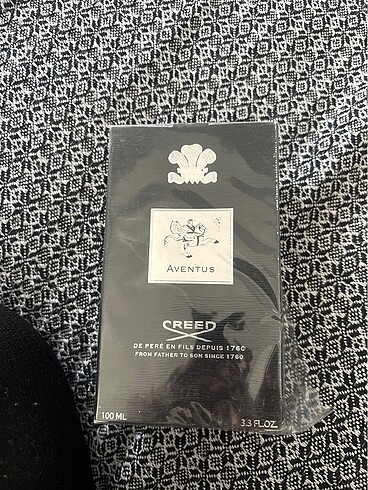 AVENTUS
CREED
DE PERÉ EN FILS DEPUIS 1760
FROM FATHER TO SON SINCE 1760
100 ML
3.3 FL.OZ.